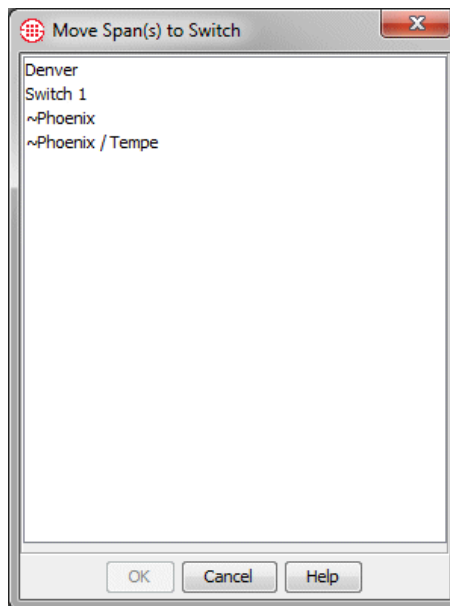 Move Span(s) to Switch
Denver
Switch 1
~Phoenix
~Phoenix / Tempe
OK Cancel Help